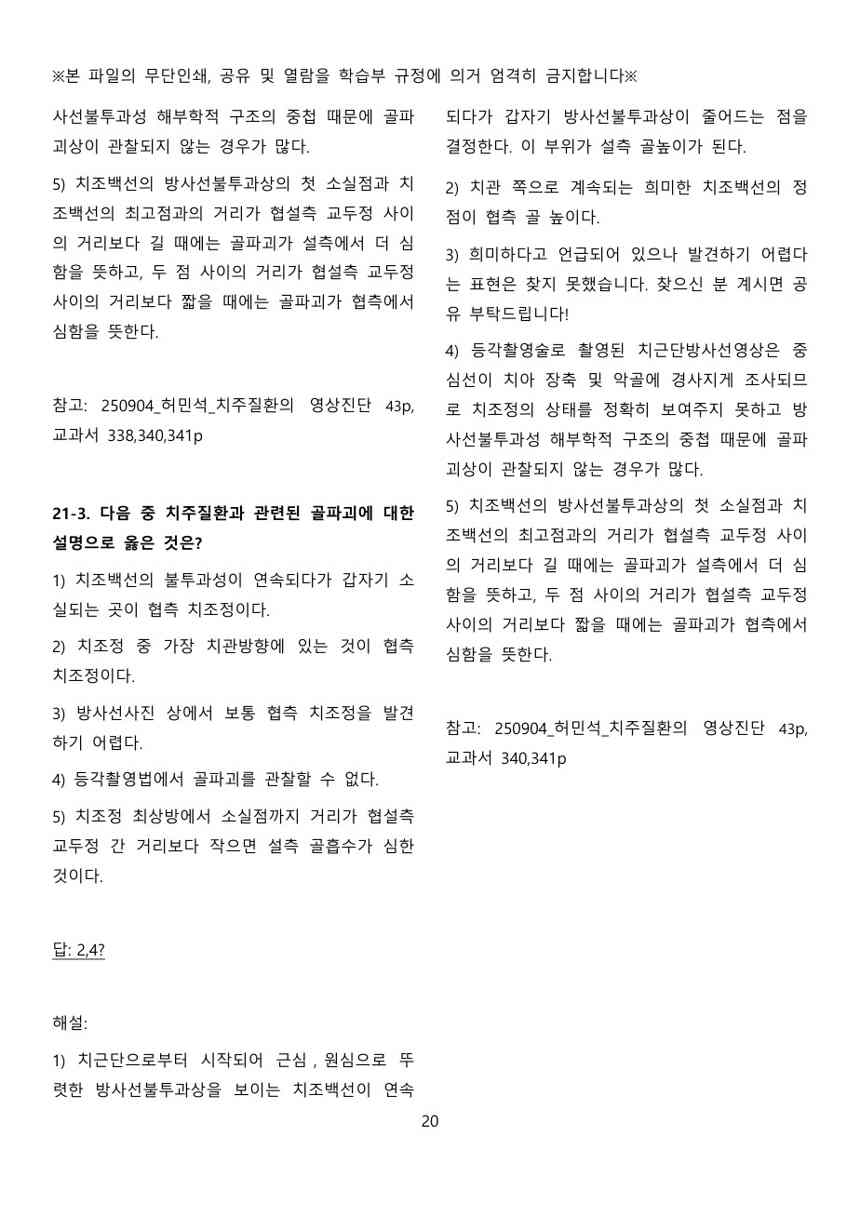 ※본 파일의 무단인쇄, 공유 및 열람을 학습부 규정에 의거 엄격히 금지합니다※
사선불투과성 해부학적 구조의 중첩 때문에 골파
괴상이 관찰되지 않는 경우가 많다.
5) 치조백선의 방사선불투과상의 첫 소실점과 치
조백선의 최고점과의 거리가 협설측 교두정 사이
의 거리보다 길 때에는 골파괴가 설측에서 더 심
함을 뜻하고, 두 점 사이의 거리가 협설측 교두정
사이의 거리보다 짧을 때에는 골파괴가 협측에서
심함을 뜻한다.
참고: 250904_허민석_치주질환의 영상진단 43p,
교과서 338,340,341p
21-3. 다음 중 치주질환과 관련된 골파괴에 대한
설명으로 옳은 것은?
1) 치조백선의 불투과성이 연속되다가 갑자기 소
실되는 곳이 협측 치조정이다.
2) 치조정 중 가장 치관방향에 있는 것이 협측
치조정이다.
3) 방사선사진 상에서 보통 협측 치조정을 발견
하기 어렵다.
4) 등각촬영법에서 골파괴를 관찰할 수 없다.
5) 치조정 최상방에서 소실점까지 거리가 협설측
교두정 간 거리보다 작으면 설측 골흡수가 심한
것이다.
답: 2,4?
해설:
1) 치근단으로부터 시작되어 근심 , 원심으로 뚜
렷한 방사선불투과상을 보이는 치조백선이 연속
되다가 갑자기 방사선불투과상이 줄어드는 점을
결정한다. 이 부위가 설측 골높이가 된다.
2) 치관 쪽으로 계속되는 희미한 치조백선의 정
점이 협측 골 높이다.
3) 희미하다고 언급되어 있으나 발견하기 어렵다
는 표현은 찾지 못했습니다. 찾으신 분 계시면 공
유 부탁드립니다!
4) 등각촬영술로 촬영된 치근단방사선영상은 중
심선이 치아 장축 및 악골에 경사지게 조사되므
로 치조정의 상태를 정확히 보여주지 못하고 방
사선불투과성 해부학적 구조의 중첩 때문에 골파
괴상이 관찰되지 않는 경우가 많다.
5) 치조백선의 방사선불투과상의 첫 소실점과 치
조백선의 최고점과의 거리가 협설측 교두정 사이
의 거리보다 길 때에는 골파괴가 설측에서 더 심
함을 뜻하고, 두 점 사이의 거리가 협설측 교두정
사이의 거리보다 짧을 때에는 골파괴가 협측에서
심함을 뜻한다.
참고: 250904_허민석_치주질환의 영상진단 43p,
교과서 340,341p
20